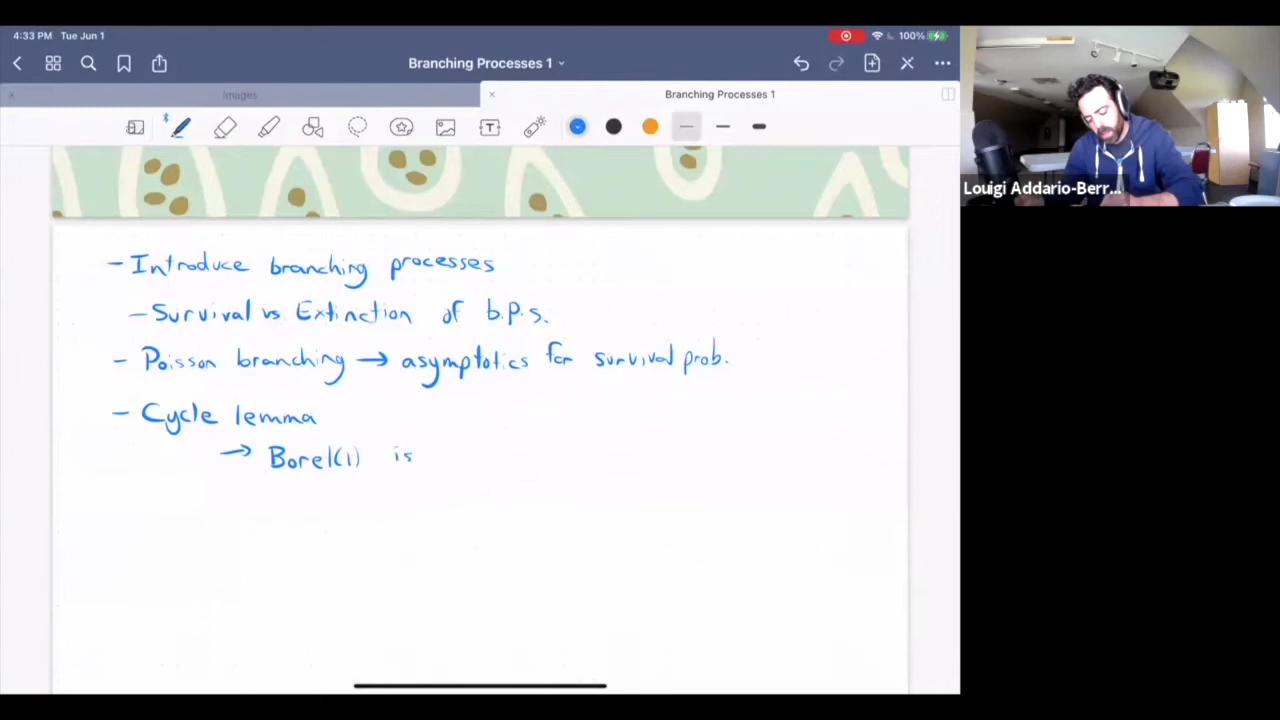 4:33 PM Tue Jun 1
100%
Branching Processes 1
Images
Branching Processes 1
T
Louigi Addario-Berr...
- Introduce branching processes
- Survival vs Extinction of b.p.s.
- Poisson branching → asymptotics for survival prob.
- Cycle lemma
→ Borel(1) is